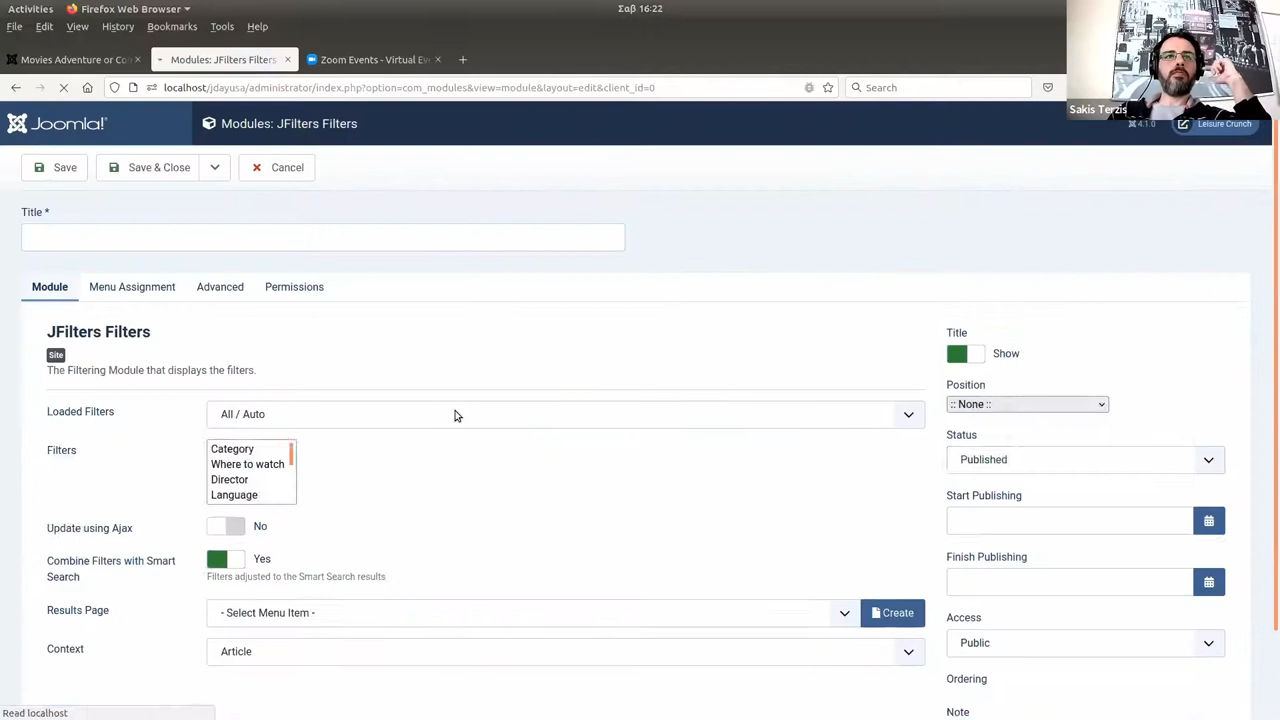 Activities
Firefox Web Browser
Σαβ 16:22
File Edit View History Bookmarks Tools Help
Movies Adventure or Co
Modules: JFilters Filters
Zoom Events - Virtual Ev
localhost/jdayusa/administrator/index.php?option=com_modules&view=module&layout=edit&client_id=0
Search
Sakis Terzis
Joomla!
Modules: JFilters Filters
4.1.0
Leisure Crunch
Save
Save & Close
Cancel
Title *
Module
Menu Assignment
Advanced
Permissions
JFilters Filters
Site
The Filtering Module that displays the filters.
Loaded Filters
All / Auto
Filters
Category
Where to watch
Director
Language
Update using Ajax
No
Combine Filters with Smart
Search
Yes
Filters adjusted to the Smart Search results
Results Page
- Select Menu Item -
Create
Context
Article
Title
Show
Position
:: None ::
Status
Published
Start Publishing
Finish Publishing
Access
Public
Ordering
Note
Read localhost